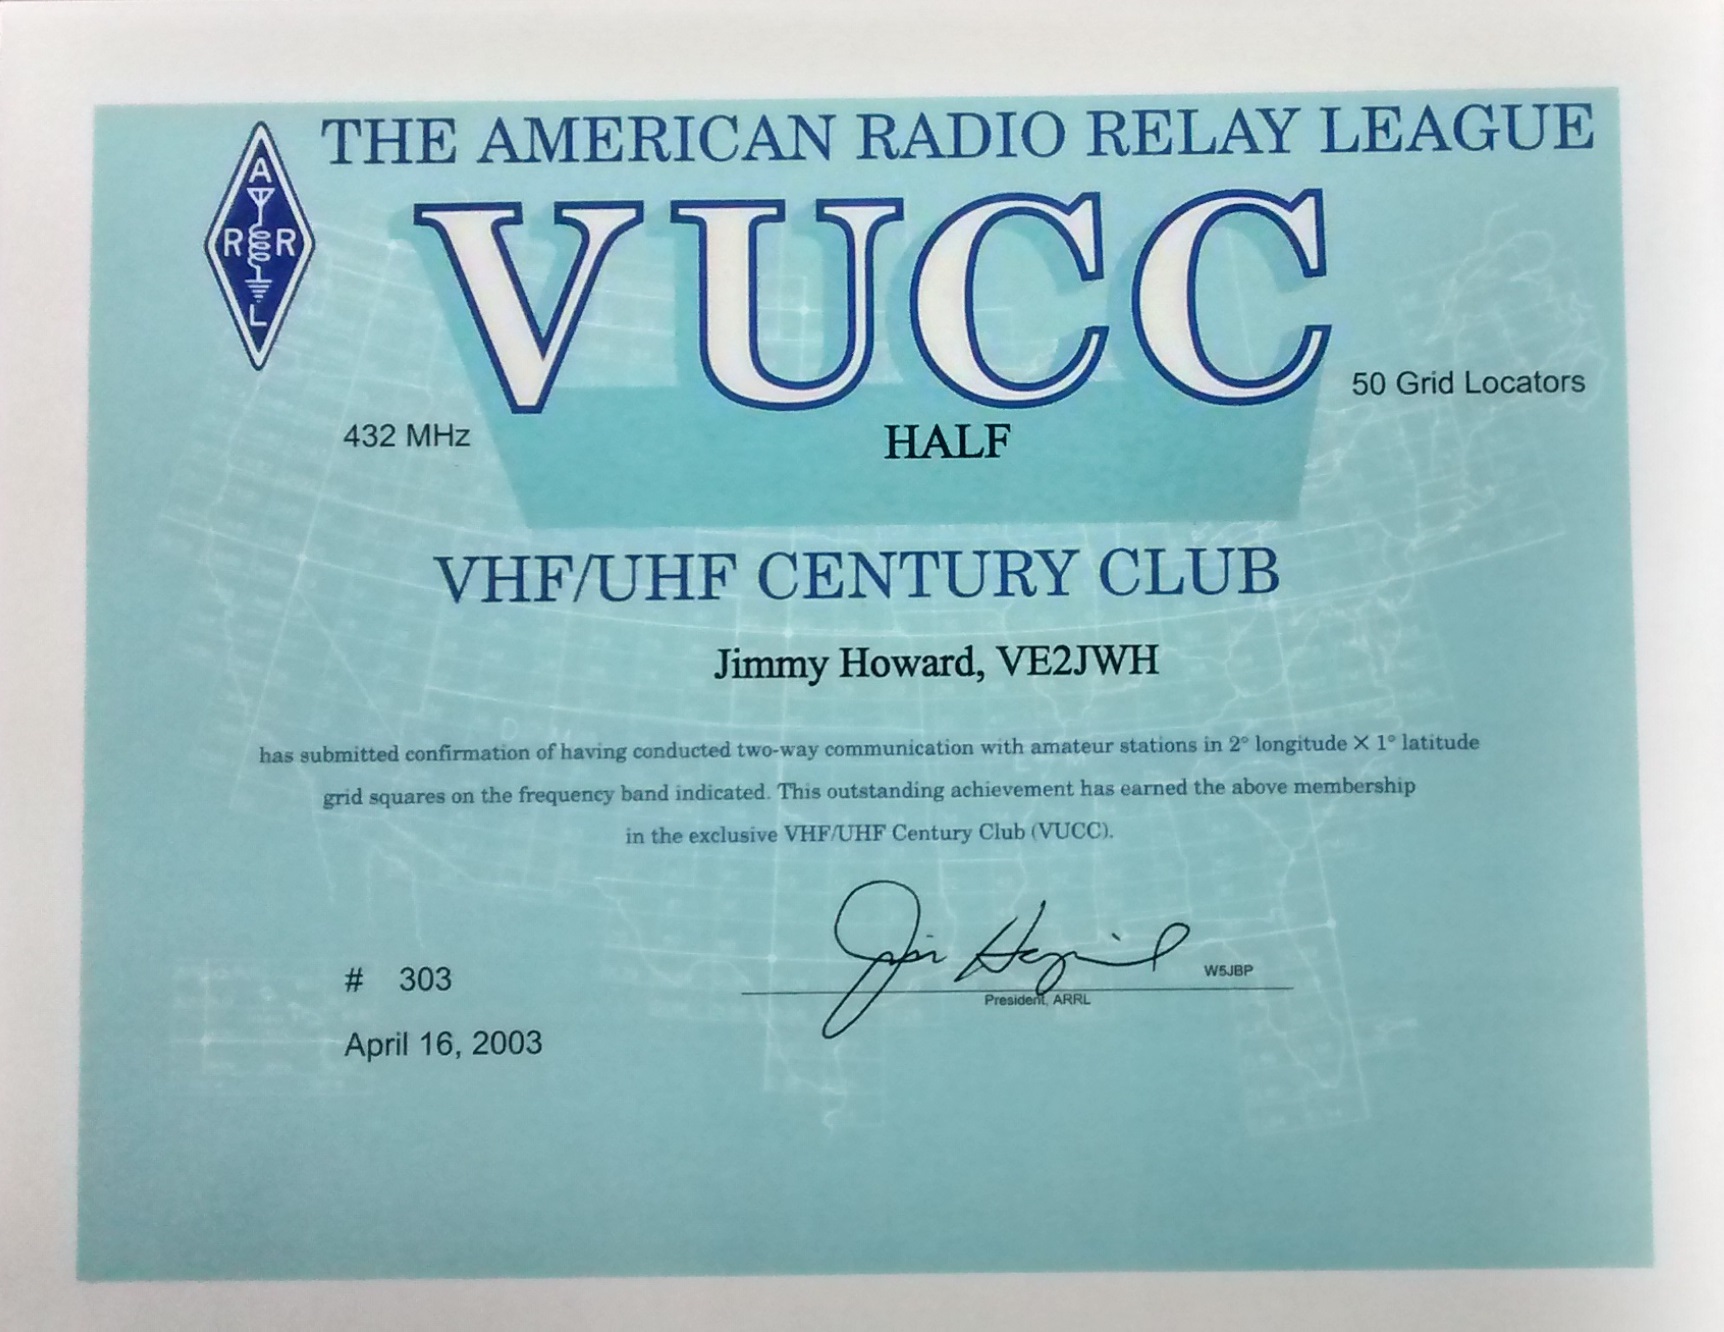 THE AMERICAN RADIO RELAY LEAGUE
A
R R
L
VUCC
50 Grid Locators
432 MHz
HALF
VHF/UHF CENTURY CLUB
Jimmy Howard, VE2JWH
has submitted confirmation of having conducted two-way communication with amateur stations in 2° longitude X 1° latitude
grid squares on the frequency band indicated. This outstanding achievement has earned the above membership
in the exclusive VHF/UHF Century Club (VUCC).
# 303
W5JBP
President, ARRL
April 16, 2003